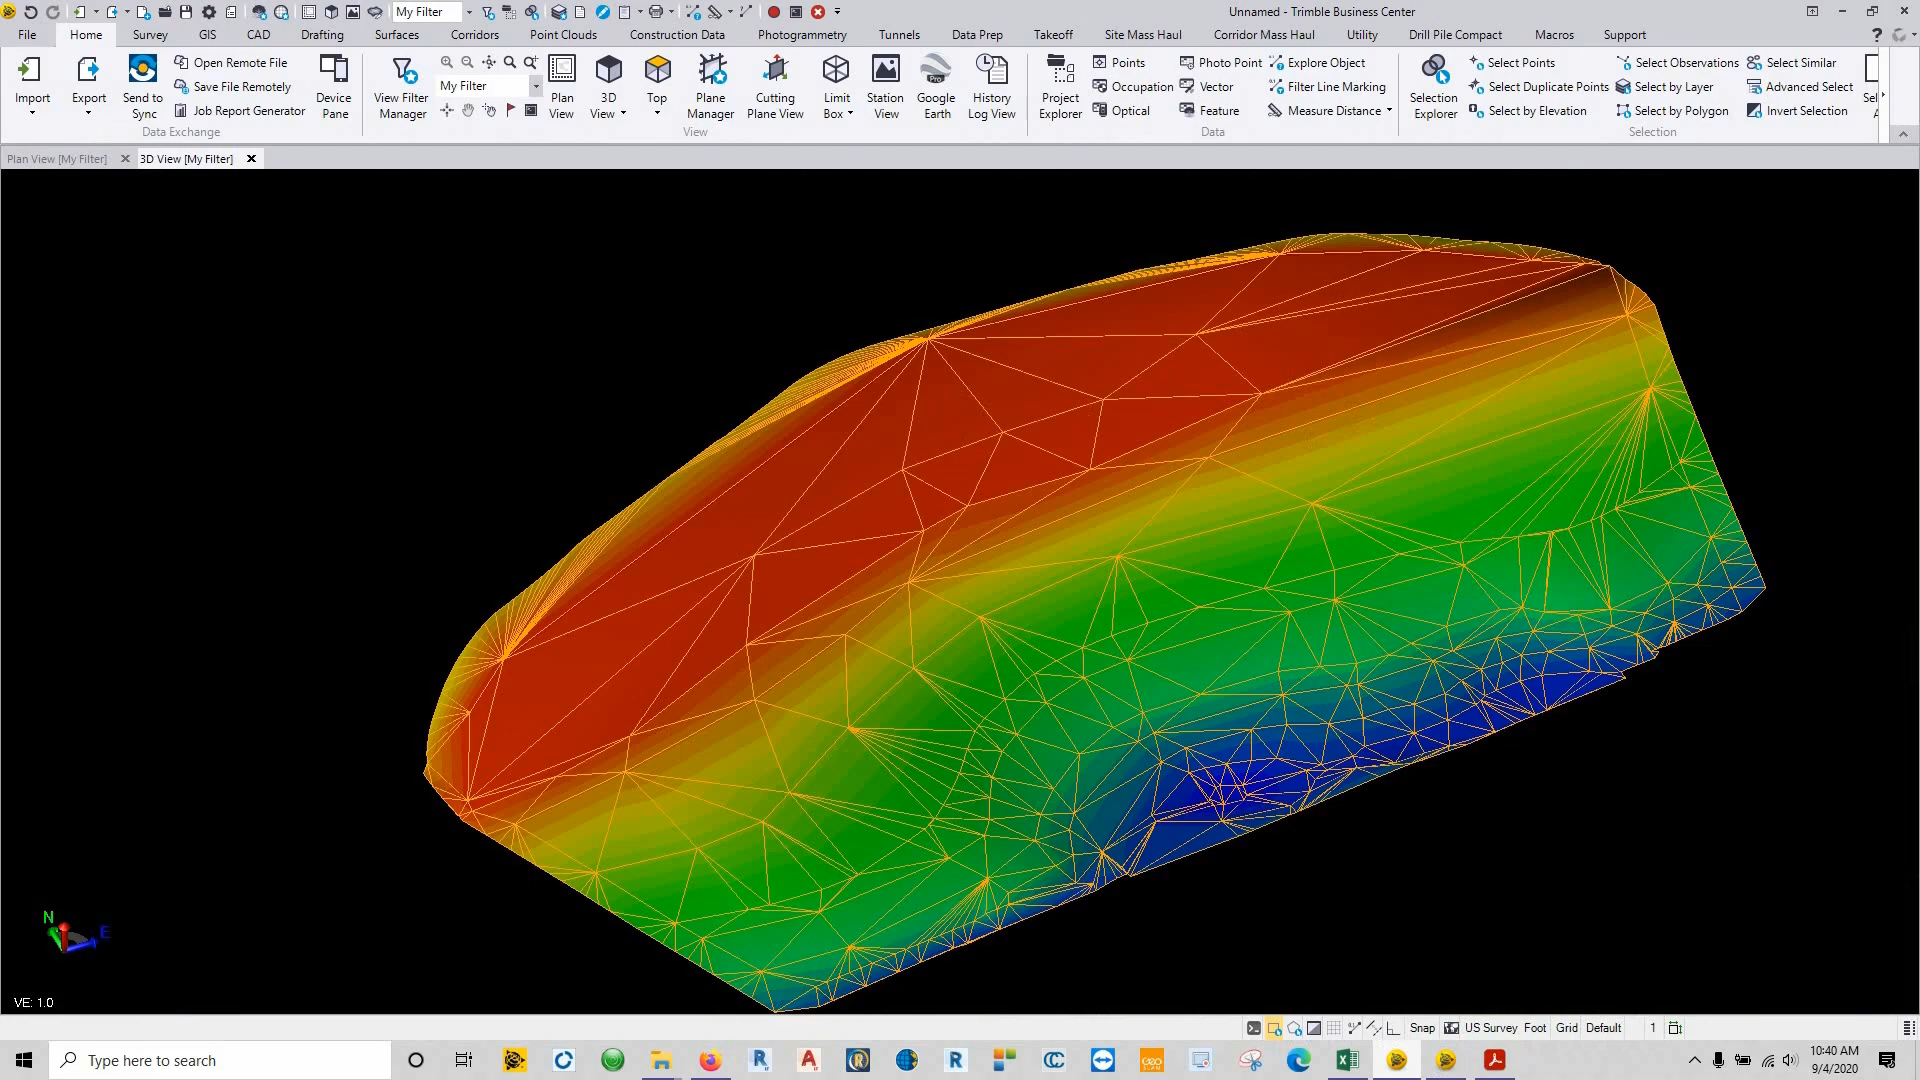 My Filter
Unnamed - Trimble Business Center
File Home Survey GIS CAD Drafting Surfaces Corridors Point Clouds Construction Data Photogrammetry Tunnels Data Prep Takeoff Site Mass Haul Corridor Mass Haul Utility Drill Pile Compact Macros Support
Import
Export
Send to Sync
Open Remote File
Save File Remotely
Job Report Generator
Data Exchange
Device Pane
View Filter Manager
My Filter
Plan View
3D View
Top
Plane Manager
Cutting Plane View
Limit Box
Station View
Google Earth
History Log View
View
Project Explorer
Points
Occupation
Optical
Photo Point
Vector
Feature
Explore Object
Filter Line Marking
Measure Distance
Data
Selection Explorer
Select Points
Select Duplicate Points
Select by Elevation
Select Observations
Select by Layer
Select by Polygon
Select Similar
Advanced Select
Invert Selection
Selection
Plan View [My Filter]
3D View [My Filter]
N
E
VE: 1.0
Snap US Survey Foot Grid Default 1
Type here to search
10:40 AM
9/4/2020